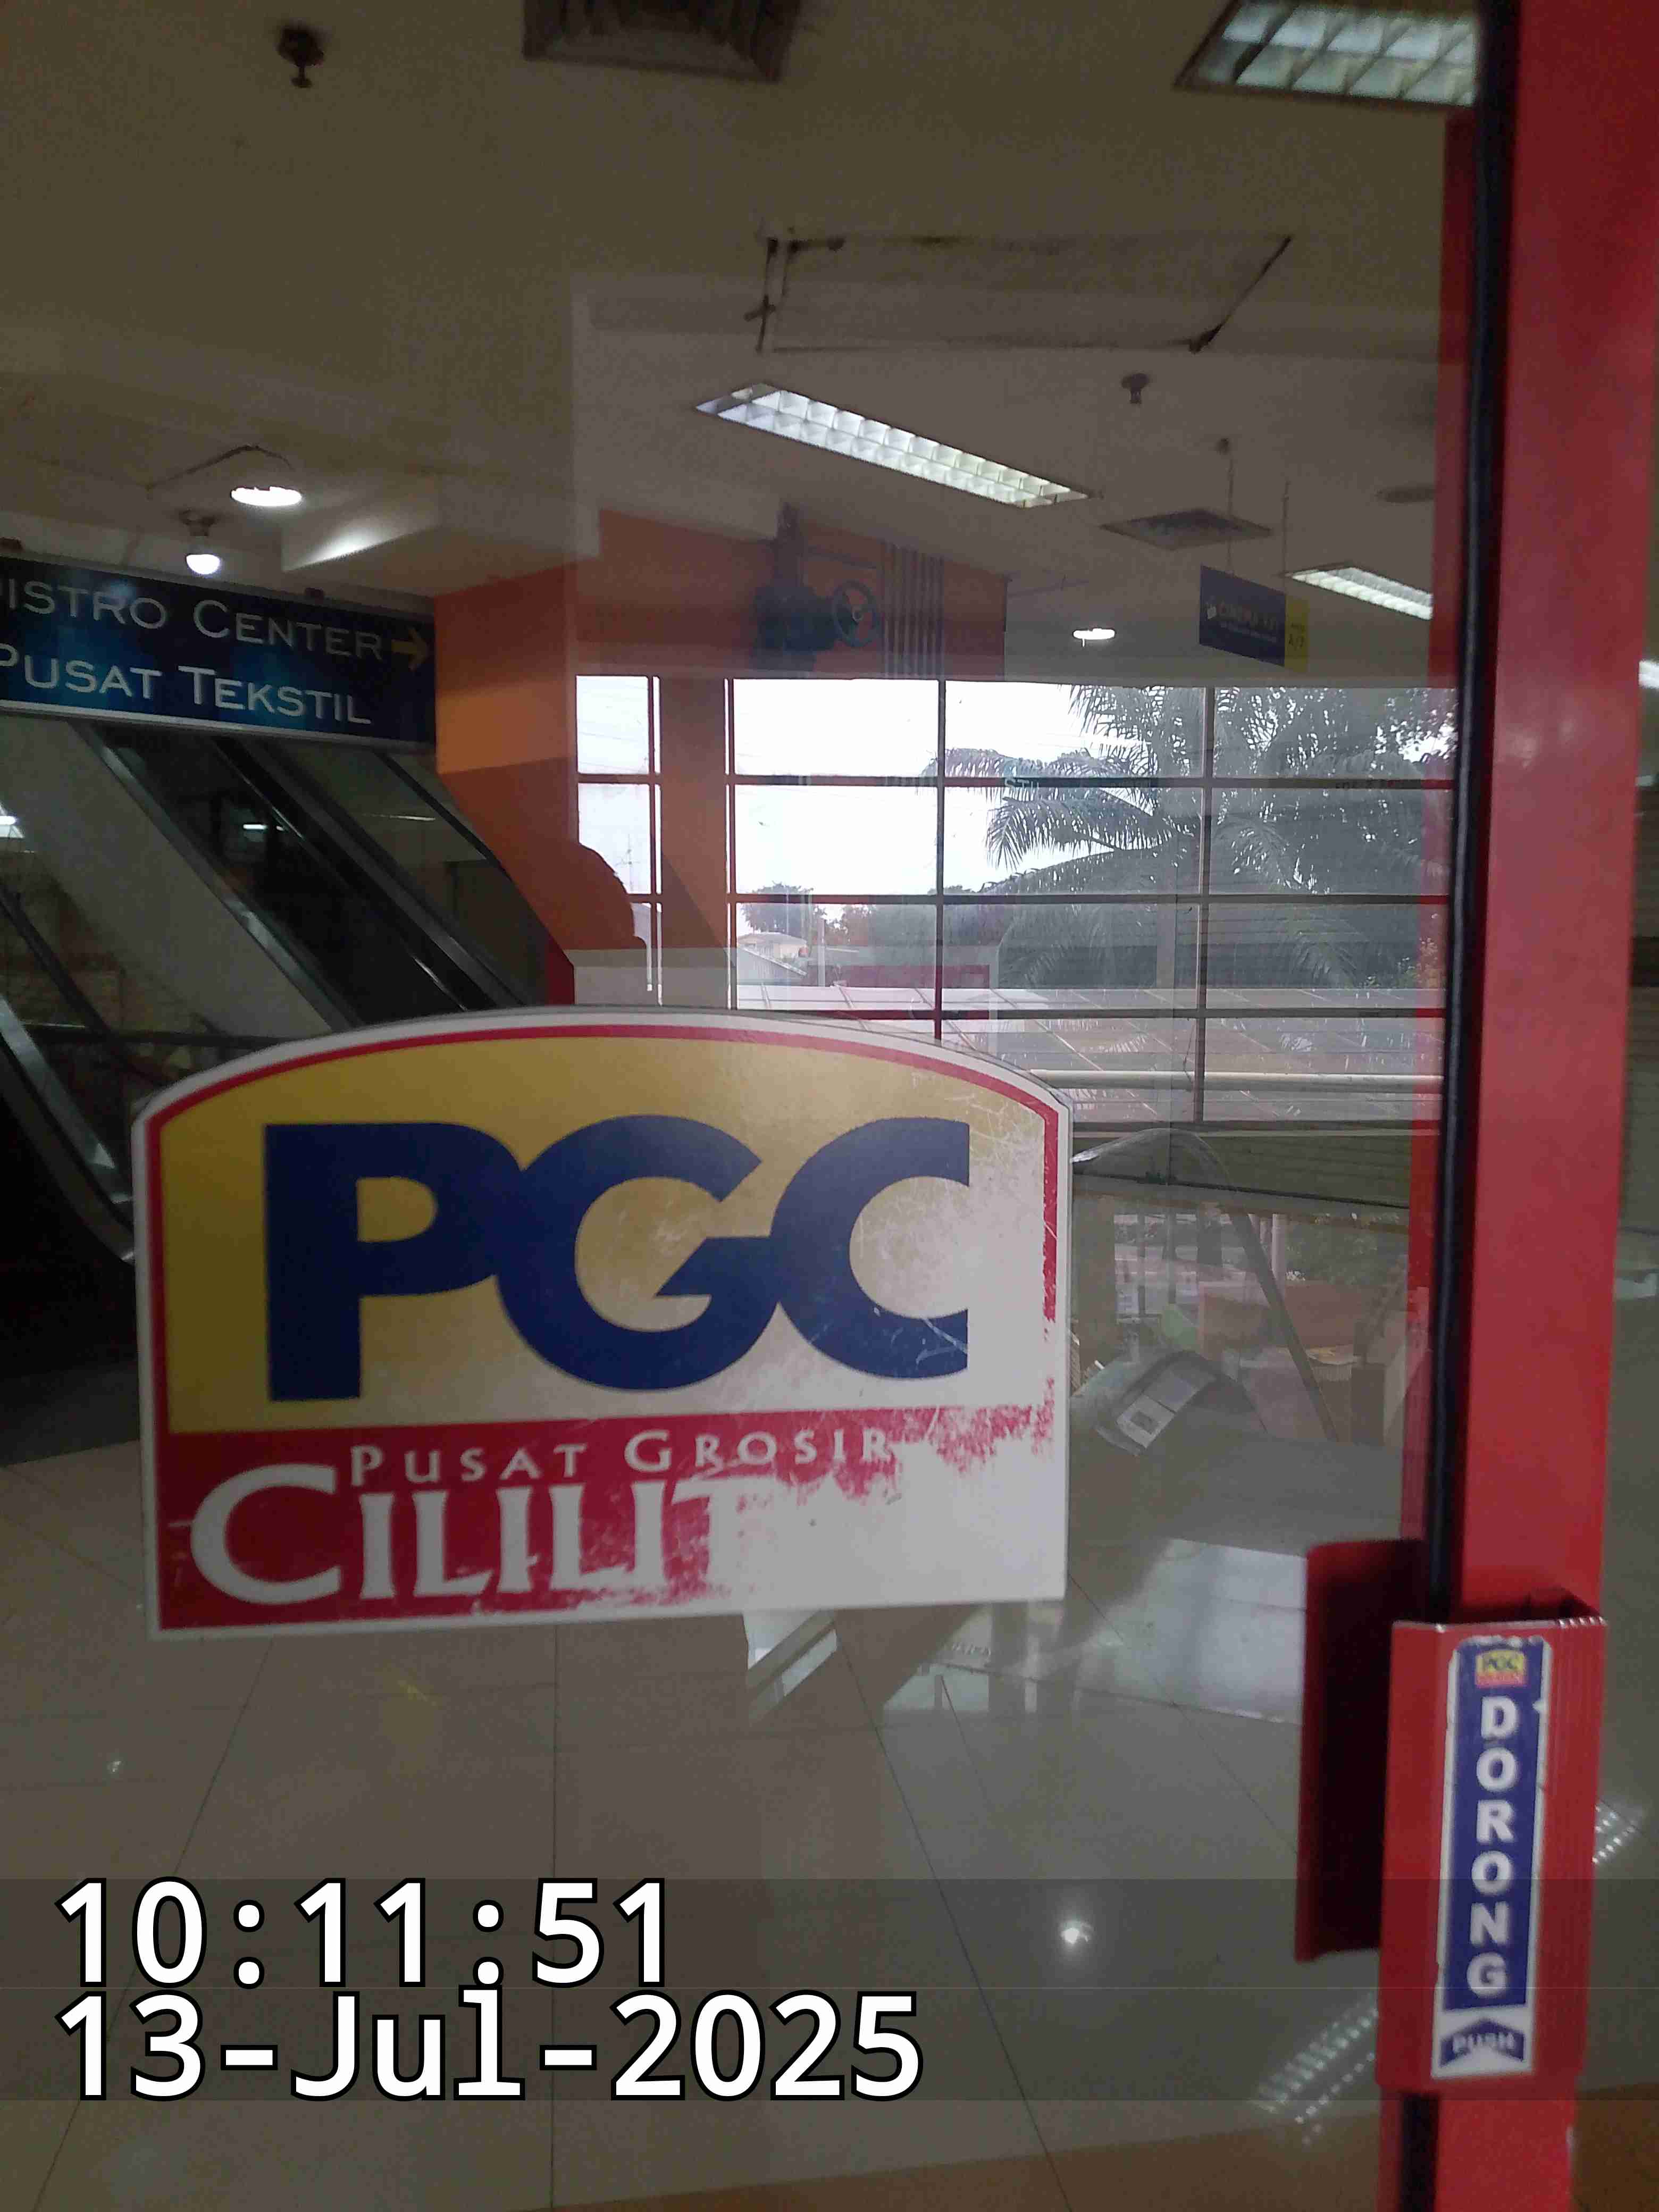 ISTRO CENTER
PUSAT TEKSTIL
PGC
PUSAT GROSIR
CILILIT
PGC
DORONG
PUSH
10:11:51
13-Jul-2025